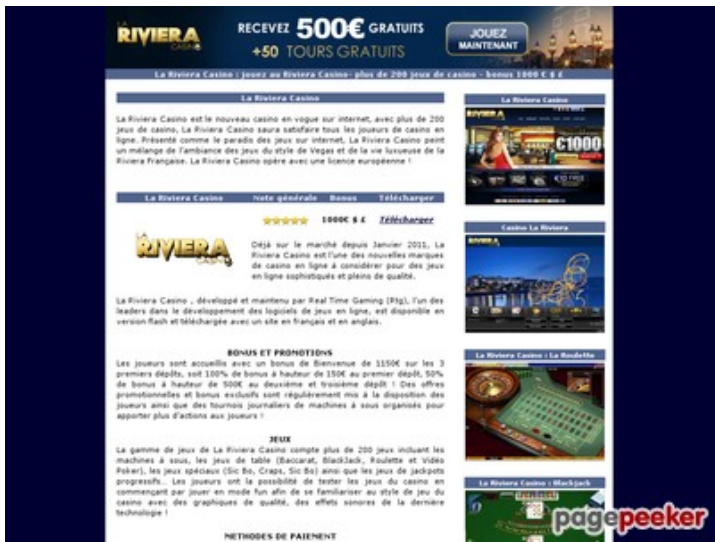 LA
RIVIERA
CASINO
RECEVEZ 500€ GRATUITS
+50 TOURS GRATUITS
JOUEZ
MAINTENANT
La Riviera Casino : jouez au Riviera Casino- plus de 200 jeux de casino - bonus 1000 € $ £
La Riviera Casino
La Riviera Casino est le nouveau casino en vogue sur internet, avec plus de 200
jeux de casino, La Riviera Casino saura satisfaire tous les joueurs de casino en
ligne. Présenté comme le paradis des jeux sur internet, La Riviera Casino peint
un mélange de l'ambiance des jeux du style de Vegas et de la vie luxueuse de la
Riviera Française. La Riviera Casino opère avec une licence européenne !
La Riviera Casino Note générale Bonus Télécharger
1000€ $ £ Télécharger
LA
RIVIERA
CASINO
Déjà sur le marché depuis Janvier 2011, La
Riviera Casino est l'une des nouvelles marques
de casino en ligne à considérer pour des jeux
en ligne sophistiqués et pleins de qualité.
La Riviera Casino , développé et maintenu par Real Time Gaming (Rtg), l'un des
leaders dans le développement des logiciels de jeux en ligne, est disponible en
version flash et téléchargée avec un site en français et en anglais.
BONUS ET PROMOTIONS
Les joueurs sont accueillis avec un bonus de Bienvenue de 1150€ sur les 3
premiers dépôts, soit 100% de bonus à hauteur de 150€ au premier dépôt, 50%
de bonus à hauteur de 500€ au deuxième et troisième dépôt ! Des offres
promotionnelles et bonus exclusifs sont régulièrement mis à la disposition des
joueurs ainsi que des tournois journaliers de machines à sous organisés pour
apporter plus d'actions aux joueurs !
JEUX
La gamme de jeux de La Riviera Casino compte plus de 200 jeux incluant les
machines à sous, les jeux de table (Baccarat, BlackJack, Roulette et Vidéo
Poker), les jeux spéciaux (Sic Bo, Craps, Sic Bo) ainsi que les jeux de jackpots
progressifs... Les joueurs ont la possibilité de tester les jeux du casino en
commençant par jouer en mode fun afin de se familiariser au style de jeu du
casino avec des graphiques de qualité, des effets sonores de la dernière
technologie !
METHODES DE PAIEMENT
La Riviera Casino
RIVIERA
€1000
Casino La Riviera
RIVIERA
La Riviera Casino : La Roulette
La Riviera Casino : Blackjack
pagepeeker